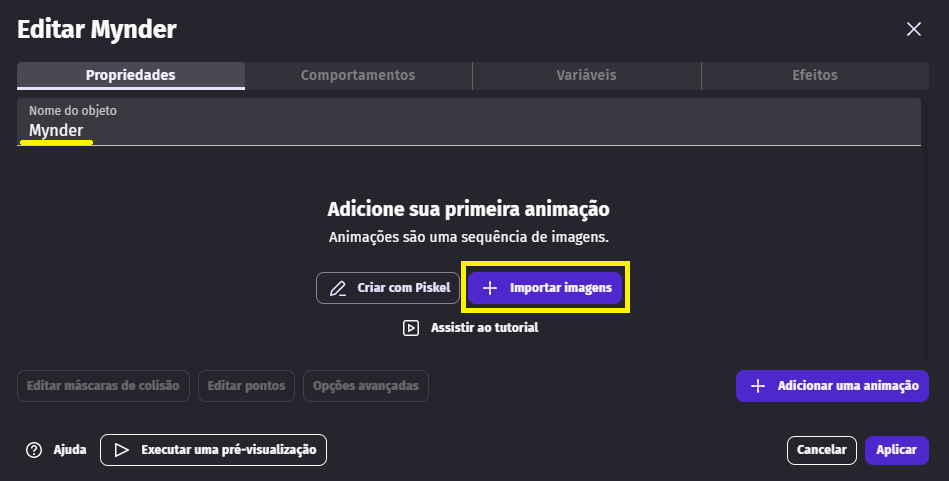 Editar Mynder
Propriedades
Comportamentos
Variáveis
Efeitos
Nome do objeto
Mynder
Adicione sua primeira animação
Animações são uma sequência de imagens.
Criar com Piskel
Importar imagens
Assistir ao tutorial
Editar máscaras de colisão
Editar pontos
Opções avançadas
Adicionar uma animação
Ajuda
Executar uma pré-visualização
Cancelar
Aplicar